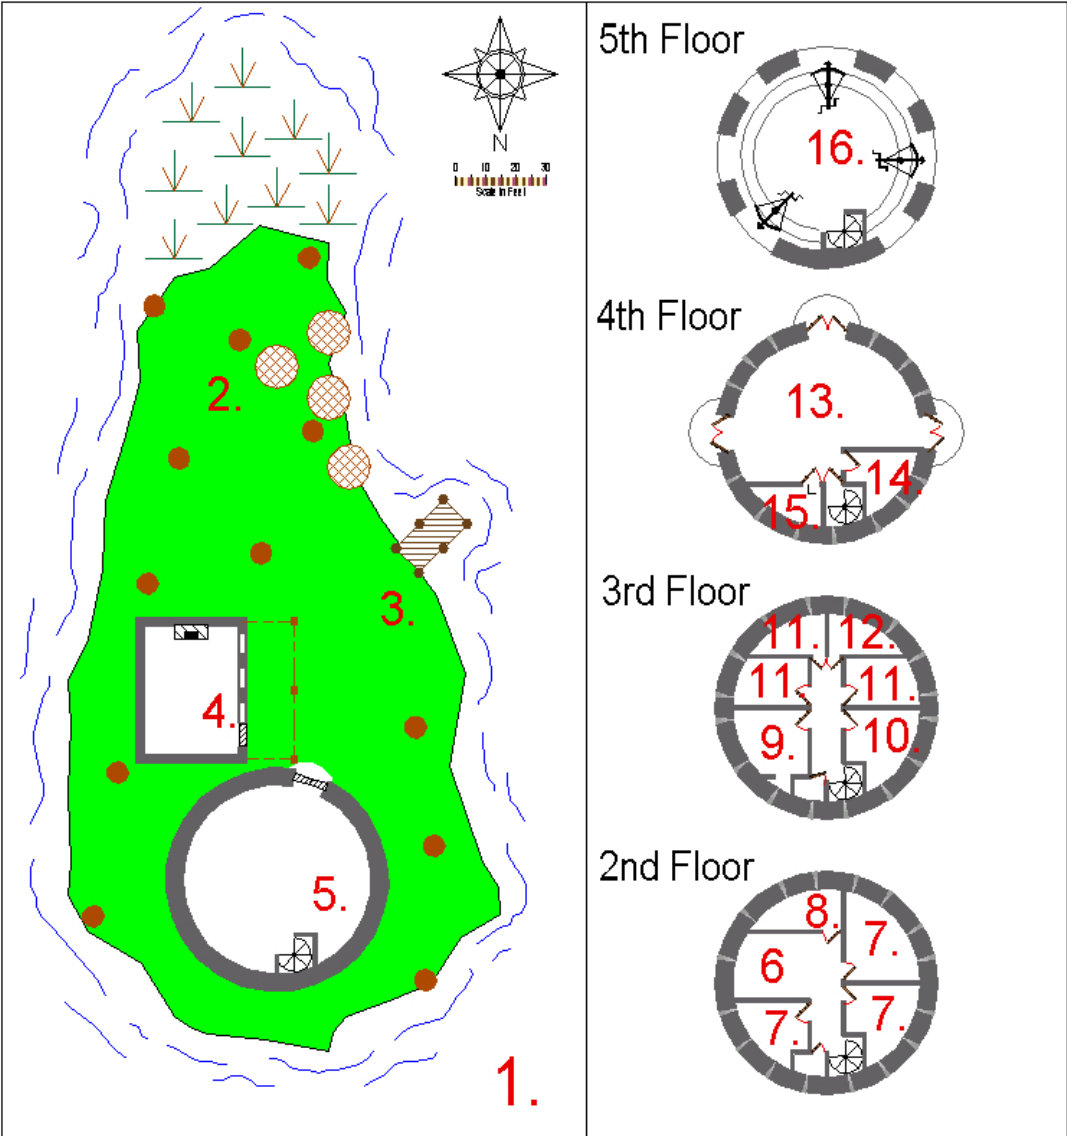 N
0 10 20 30
Scale in Feet
2.
3.
4.
5.
1.
5th Floor
16.
4th Floor
13.
14.
15.
3rd Floor
11. 12.
11 11.
9. 10.
2nd Floor
8.
7.
6
7. 7.